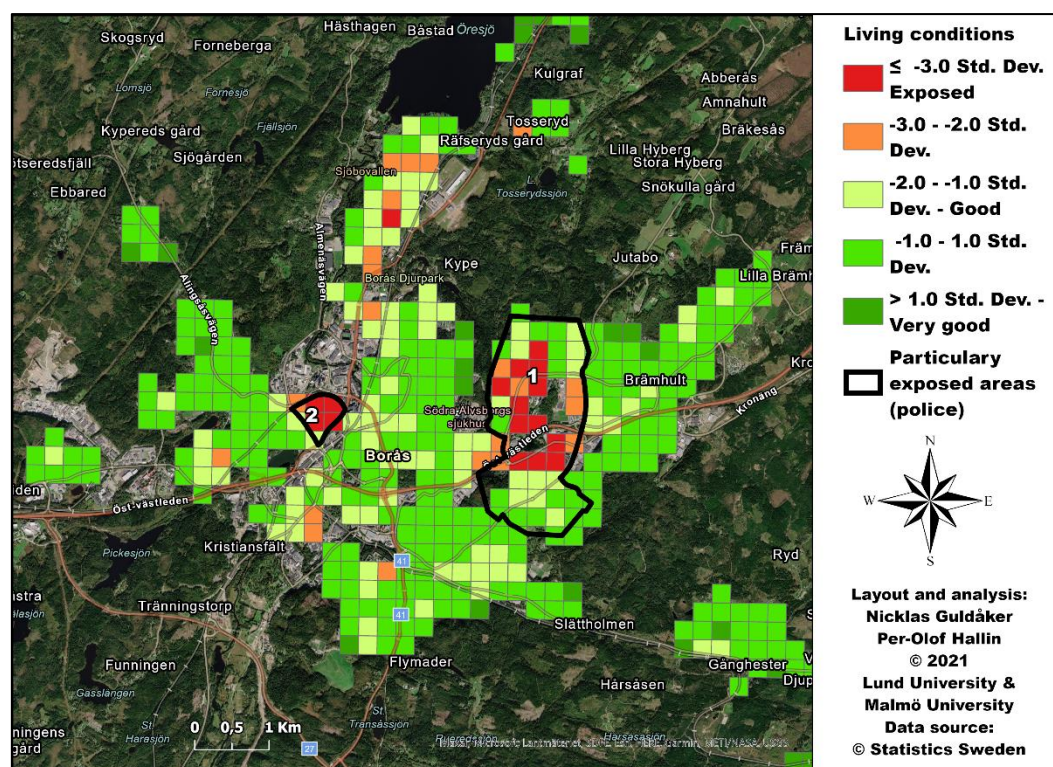 Skogsryd
Forneberga
Hästhagen
Båstad
Öresjö
Kulgraf
Abberås
Lomsjö
Fornesjö
Amnahult
Kypereds gård
Fjällsjön
Tosseryd
Räfseryds gård
Bräkesås
ötseredsfjäll
Sjögården
Sjöbovallen
Lilla Hyberg
Stora Hyberg
Ebbared
L.
Tosserydssjön
Snökulla gård
Almenäsvägen
Jutabo
Främ
Kype
Lilla Brämh
Borås Djurpark
Alingsåsvägen
1
Kro
Brämhult
2
Södra Älvsborgs
sjukhus
Kronäng
Borås
Öst-västleden
nden
Öst-västleden
Kristiansfält
Pickesjön
41
Ryd
stra
Tränningstorp
41
Slättholmen
Funningen
Flymader
Gånghester
Djup
Gasslången
Hårsåsen
St.
Transåssjön
St.
Harasjön
ningens
gård
0 0,5 1 Km
27
Living conditions
≤ -3.0 Std. Dev.
Exposed
-3.0 - -2.0 Std.
Dev.
-2.0 - -1.0 Std.
Dev. - Good
-1.0 - 1.0 Std.
Dev.
> 1.0 Std. Dev. -
Very good
Particulary
exposed areas
(police)
N
W
E
S
Layout and analysis:
Nicklas Guldåker
Per-Olof Hallin
© 2021
Lund University &
Malmö University
Data source:
© Statistics Sweden